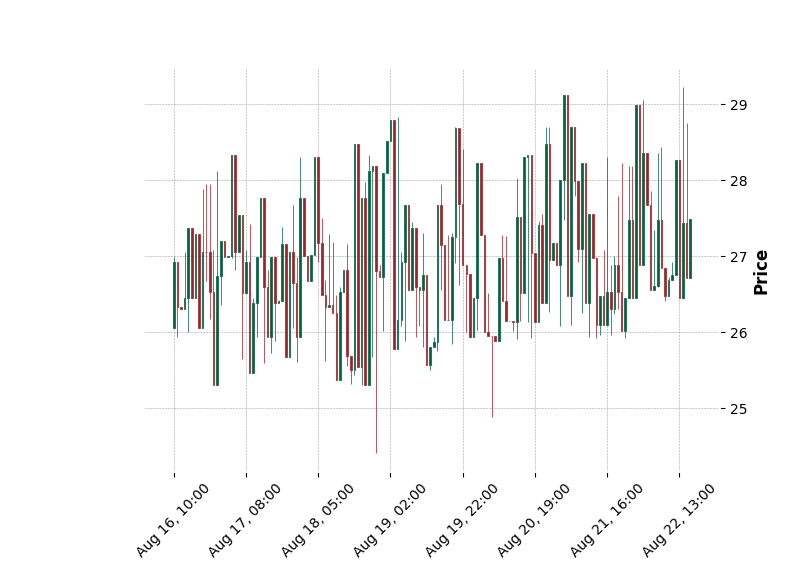 29
28
27
26
25
Price
Aug 16, 10:00
Aug 17, 08:00
Aug 18, 05:00
Aug 19, 02:00
Aug 19, 22:00
Aug 20, 19:00
Aug 21, 16:00
Aug 22, 13:00